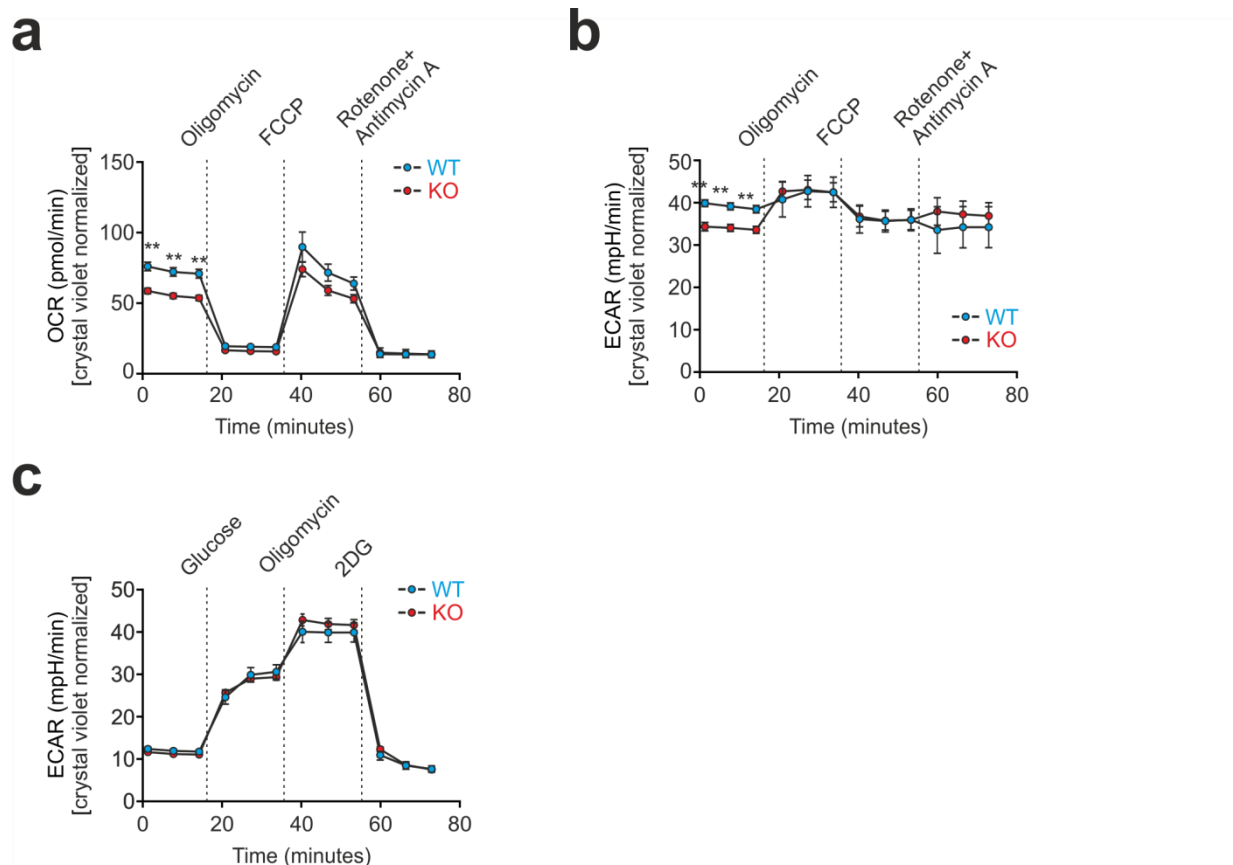 a
Oligomycin
FCCP
Rotenone+
Antimycin A
WT
KO
OCR (pmol/min)
[crystal violet normalized]
150
100
50
0
** ** **
0 20 40 60 80
Time (minutes)
b
Oligomycin
FCCP
Rotenone+
Antimycin A
ECAR (mpH/min)
[crystal violet normalized]
50
40
30
20
10
0
** ** **
WT
KO
0 20 40 60 80
Time (minutes)
c
Glucose
Oligomycin
2DG
WT
KO
ECAR (mpH/min)
[crystal violet normalized]
50
40
30
20
10
0
0 20 40 60 80
Time (minutes)